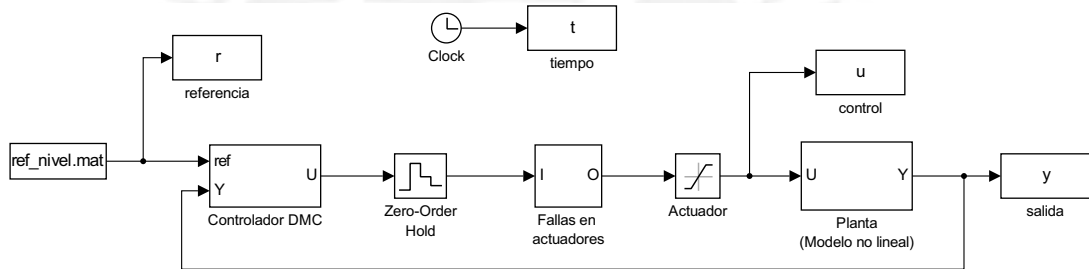 t
Clock
tiempo
r
referencia
u
control
ref_nivel.mat
ref
Y
U
Controlador DMC
Zero-Order
Hold
I
O
Fallas en
actuadores
Actuador
U
Y
Planta
(Modelo no lineal)
y
salida